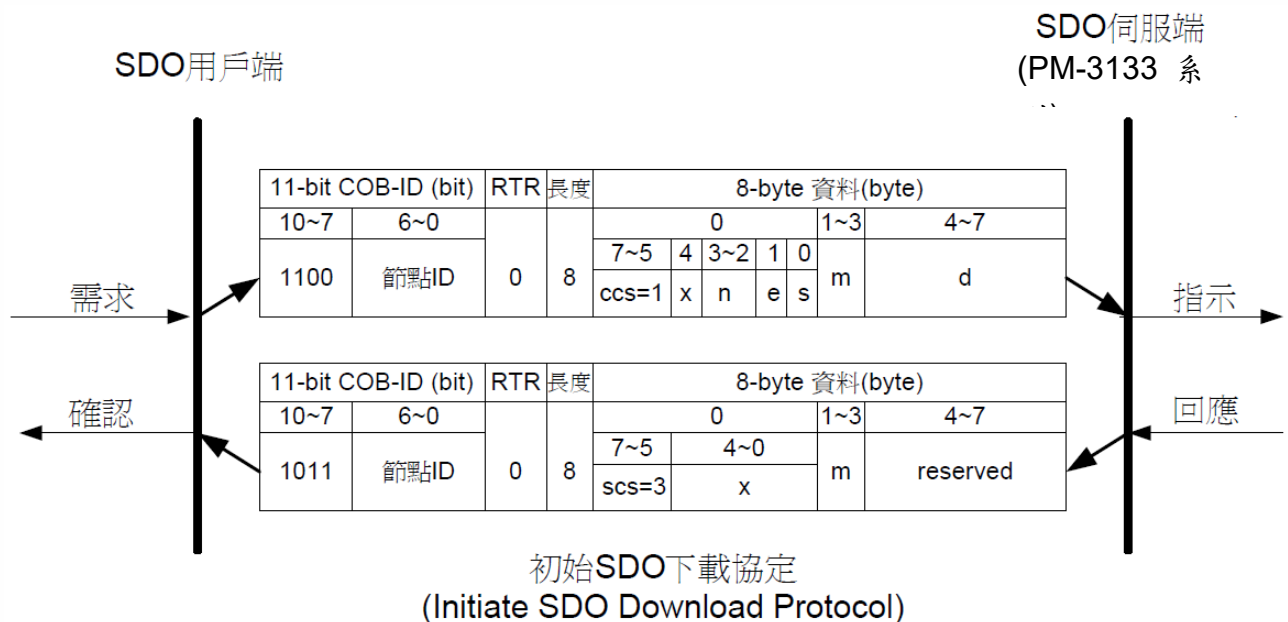 SDO用戶端
SDO伺服端
(PM-3133 系
11-bit COB-ID (bit) RTR 長度 8-byte 資料(byte)
10~7 6~0 0 1~3 4~7
7~5 4 3~2 1 0
1100 節點ID 0 8 m d
ccs=1 x n e s
需求
指示
11-bit COB-ID (bit) RTR 長度 8-byte 資料(byte)
10~7 6~0 0 1~3 4~7
確認
回應
7~5 4~0
1011 節點ID 0 8 m reserved
scs=3 x
初始SDO下載協定
(Initiate SDO Download Protocol)